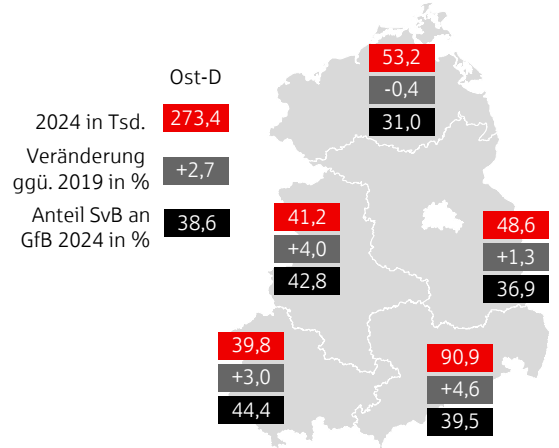 Ost-D
2024 in Tsd. 273,4
Veränderung
ggü. 2019 in % +2,7
Anteil SvB an
GfB 2024 in % 38,6
53,2
-0,4
31,0
41,2
+4,0
42,8
48,6
+1,3
36,9
39,8
+3,0
44,4
90,9
+4,6
39,5